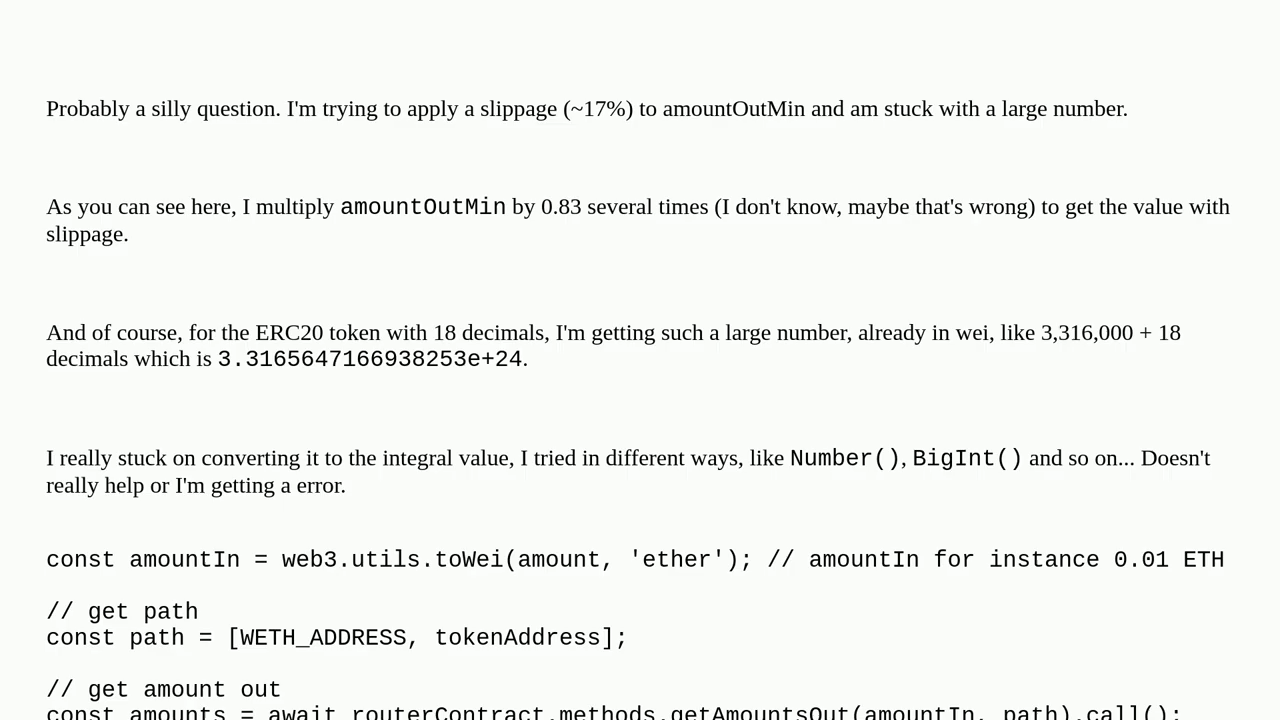 Probably a silly question. I'm trying to apply a slippage (~17%) to amountOutMin and am stuck with a large number.
As you can see here, I multiply amountOutMin by 0.83 several times (I don't know, maybe that's wrong) to get the value with
slippage.
And of course, for the ERC20 token with 18 decimals, I'm getting such a large number, already in wei, like 3,316,000 + 18
decimals which is 3.3165647166938253e+24.
I really stuck on converting it to the integral value, I tried in different ways, like Number(), BigInt() and so on... Doesn't
really help or I'm getting a error.
const amountIn = web3.utils.toWei(amount, 'ether'); // amountIn for instance 0.01 ETH
// get path
const path = [WETH_ADDRESS, tokenAddress];
// get amount out
const amounts = await routerContract.methods.getAmountsOut(amountIn, path).call();